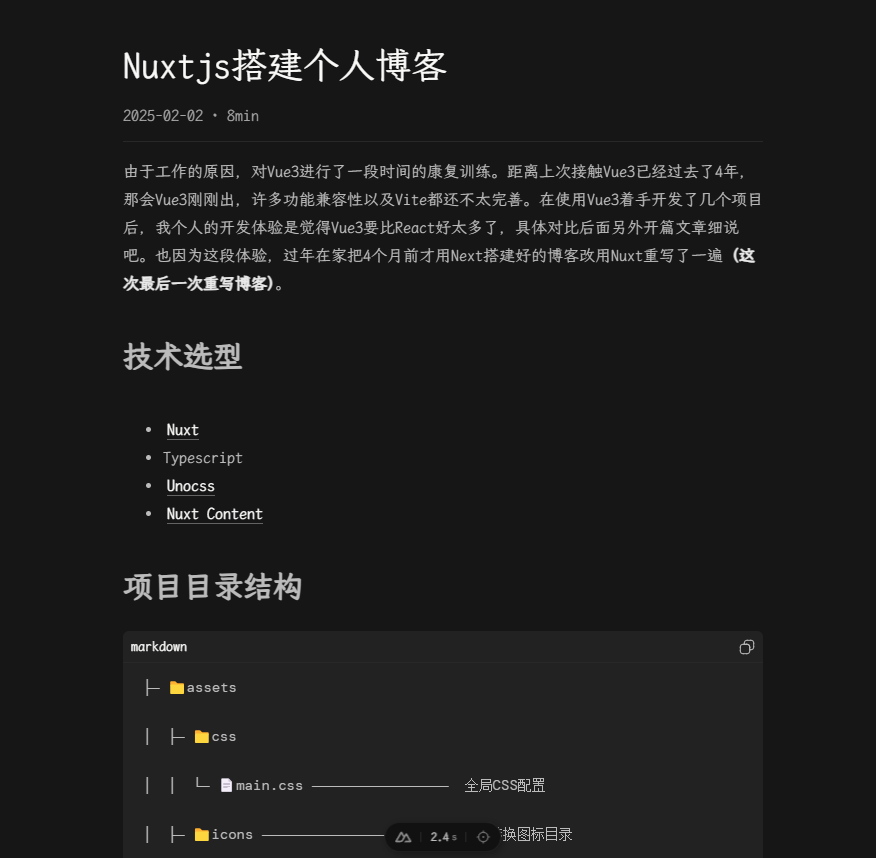 Nuxtjs搭建个人博客
2025-02-02 · 8min
由于工作的原因，对Vue3进行了一段时间的康复训练。距离上次接触Vue3已经过去了4年，
那会Vue3刚刚出，许多功能兼容性以及Vite都还不太完善。在使用Vue3着手开发了几个项目
后，我个人的开发体验是觉得Vue3要比React好太多了，具体对比后面另外开篇文章细说
吧。也因为这段体验，过年在家把4个月前才用Next搭建好的博客改用Nuxt重写了一遍（这
次最后一次重写博客）。
技术选型
• Nuxt
• Typescript
• Unocss
• Nuxt Content
项目目录结构
markdown
├─ 📁assets
│ ├─ 📁css
│ │ └─ 📄main.css ───────────────── 全局CSS配置
│ ├─ 📁icons ─────────────── 换图标目录
2.4s